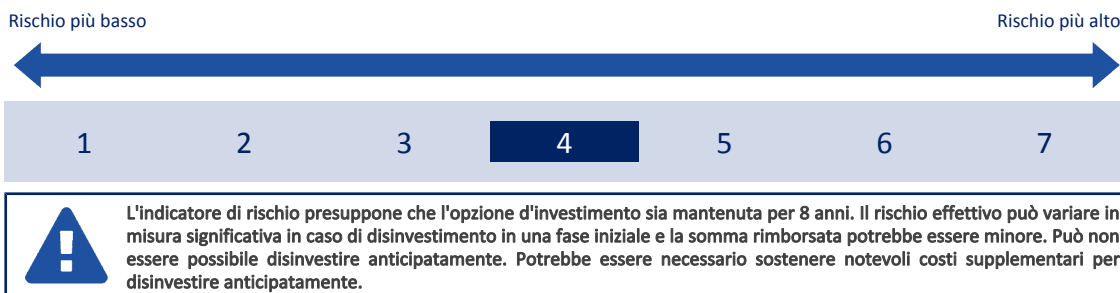 Rischio più basso Rischio più alto
1 2 3 4 5 6 7
L'indicatore di rischio presuppone che l'opzione d'investimento sia mantenuta per 8 anni. Il rischio effettivo può variare in
misura significativa in caso di disinvestimento in una fase iniziale e la somma rimborsata potrebbe essere minore. Può non
essere possibile disinvestire anticipatamente. Potrebbe essere necessario sostenere notevoli costi supplementari per
disinvestire anticipatamente.